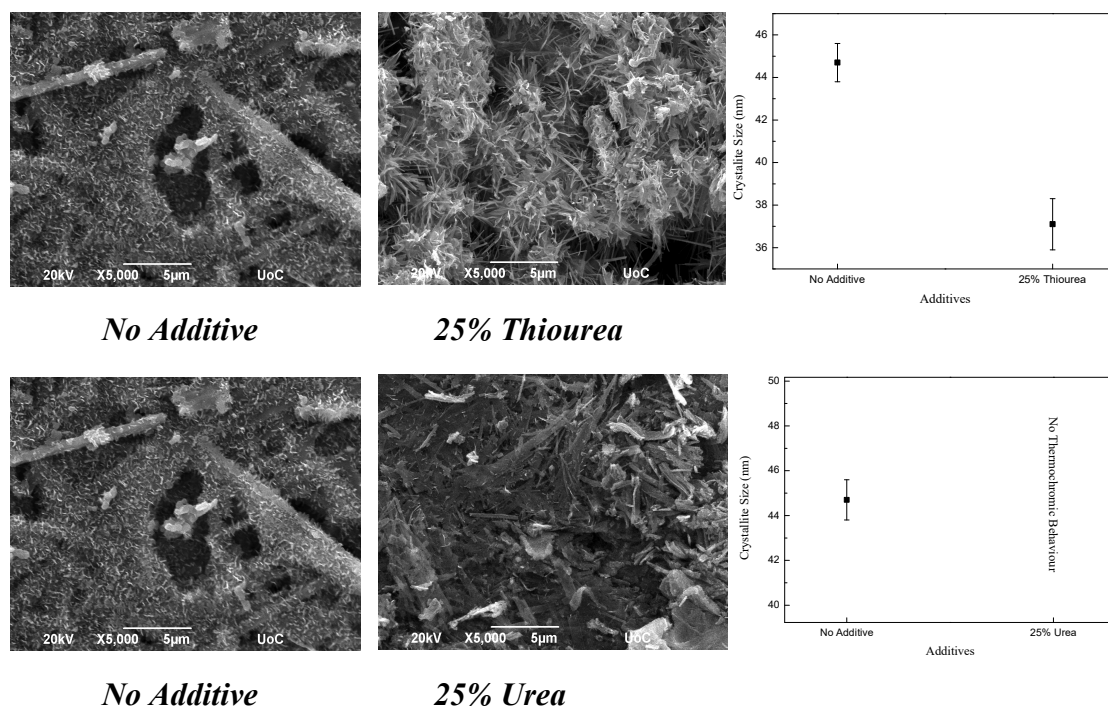 20kV X5,000 5µm UoC
20kV X5,000 5µm UoC
46
44
42
40
38
36
Crystalite Size (nm)
No Additive 25% Thiourea
Additives
No Additive
25% Thiourea
20kV X5,000 5µm UoC
20kV X5,000 5µm UoC
50
48
46
44
42
40
Crystallite Size (nm)
No Thermochromic Behaviour
No Additive 25% Urea
Additives
No Additive
25% Urea